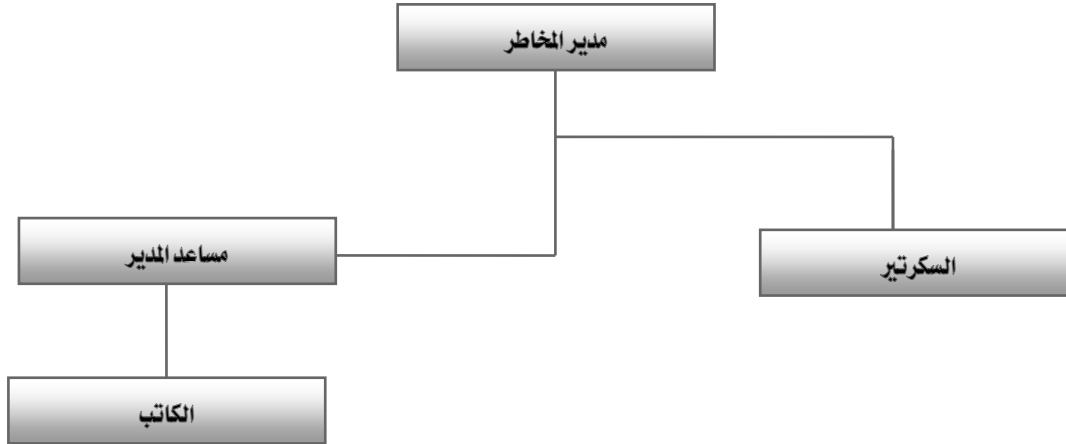 مدير المخاطر
مساعد المدير
السكرتير
الكاتب